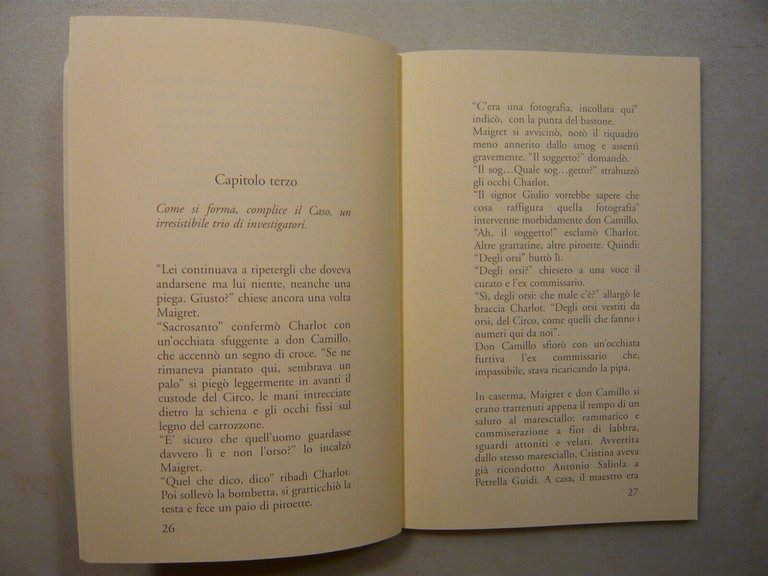 Capitolo terzo
Come si forma, complice il Caso, un
irresistibile trio di investigatori.
“Lei continuava a ripetergli che doveva
andarsene ma lui niente, neanche una
piega. Giusto?” chiese ancora una volta
Maigret.
“Sacrosanto” confermò Charlot con
un'occhiata sfuggente a don Camillo,
che accennò un segno di croce. “Se ne
rimaneva piantato qui, sembrava un
palo” si piegò leggermente in avanti il
custode del Circo, le mani intrecciate
dietro la schiena e gli occhi fissi sul
legno del carrozzone.
“E' sicuro che quell'uomo guardasse
davvero lì e non l'orso?” lo incalzò
Maigret.
“Quel che dico, dico” ribadì Charlot.
Poi sollevò la bombetta, si gratticchiò la
testa e fece un paio di piroette.
26
“C'era una fotografia, incollata qui”
indicò, con la punta del bastone.
Maigret si avvicinò, notò il riquadro
meno annerito dallo smog e assentì
gravemente. “Il soggetto?” domandò.
“Il sog…Quale sog…getto?” strabuzzò
gli occhi Charlot.
“Il signor Giulio vorrebbe sapere che
cosa raffigura quella fotografia”
intervenne morbidamente don Camillo.
“Ah, il soggetto!” esclamò Charlot.
Altre grattatine, altre piroette. Quindi:
“Degli orsi” buttò lì.
“Degli orsi?” chiesero a una voce il
curato e l'ex commissario.
“Sì, degli orsi: che male c'è?” allargò le
braccia Charlot. “Degli orsi vestiti da
orsi, del Circo, come quelli che fanno i
numeri qui da noi”.
Don Camillo sfiorò con un'occhiata
furtiva l'ex commissario che,
impassibile, stava ricaricando la pipa.
In caserma, Maigret e don Camillo si
erano trattenuti appena il tempo di un
saluto al maresciallo: rammarico e
commiserazione a fior di labbra,
sguardi attoniti e velati. Avvertita
dallo stesso maresciallo, Cristina aveva
già ricondotto Antonio Saliola a
Petrella Guidi. A casa, il maestro era
27